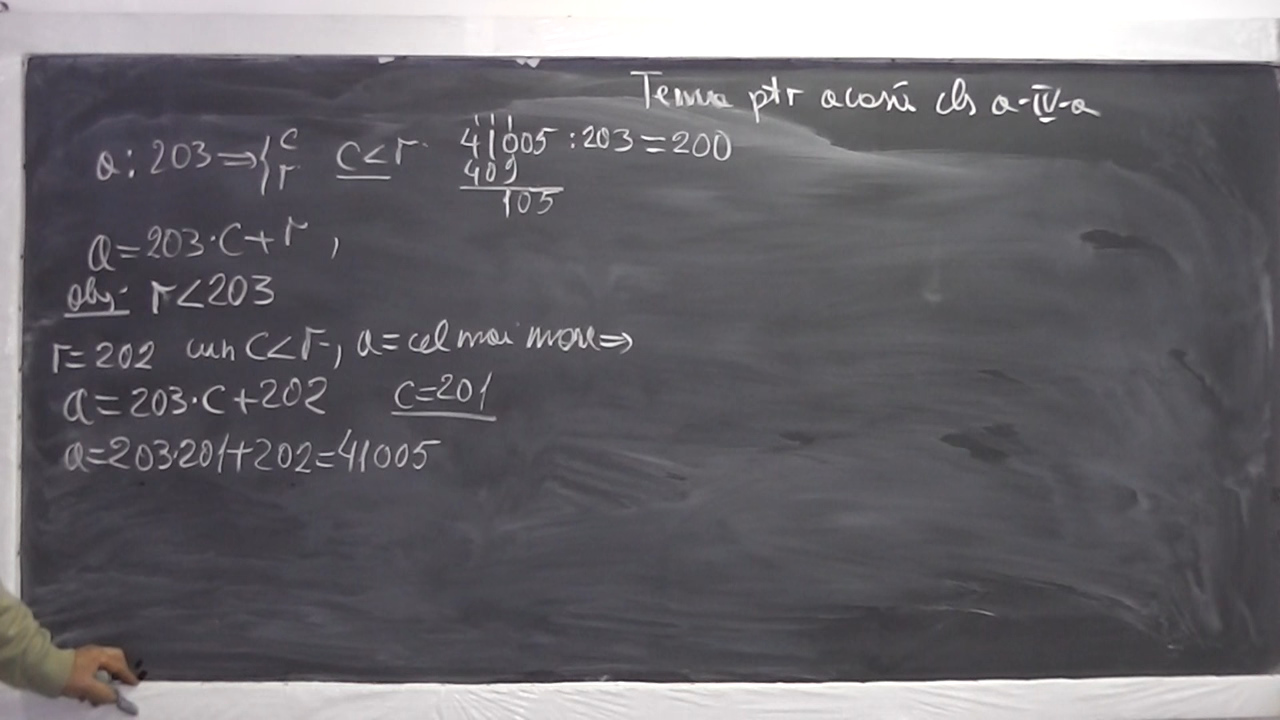 Tema ptr acasă cls a-IV-a
a : 203 ⇒ { c r c < r 41005 : 203 = 200
409
105
a = 203·c + r ,
obs: r < 203
r = 202 cum c < r , a = cel mai mare ⇒
a = 203·c + 202 c = 201
a = 203·201 + 202 = 41005